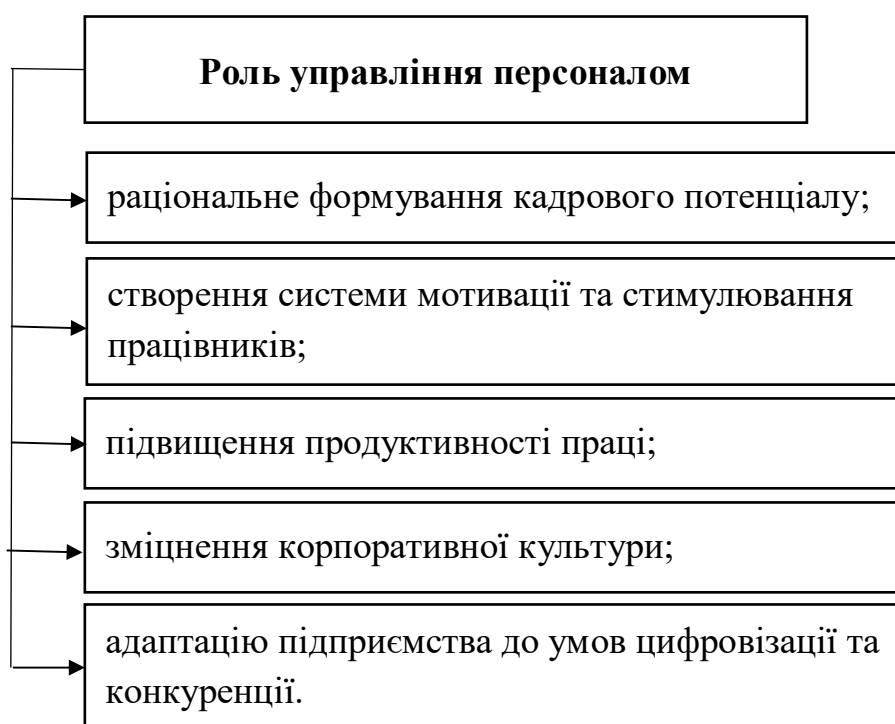 Роль управління персоналом
раціональне формування кадрового потенціалу;
створення системи мотивації та стимулювання
працівників;
підвищення продуктивності праці;
зміцнення корпоративної культури;
адаптацію підприємства до умов цифровізації та
конкуренції.